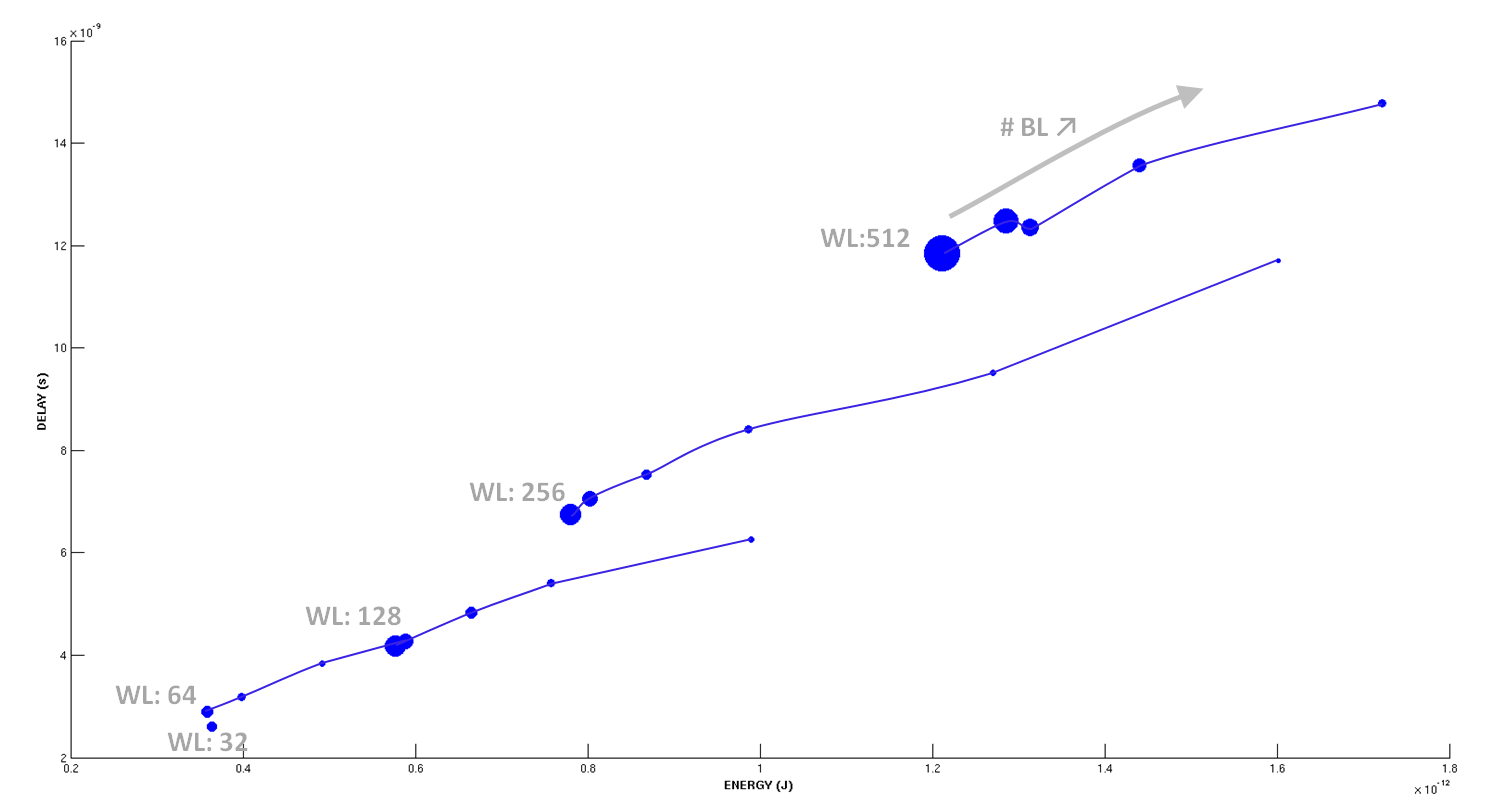 × 10⁻⁹
16
14
12
10
8
6
4
2
DELAY (s)
# BL ↗
WL:512
WL: 256
WL: 128
WL: 64
WL: 32
0.2 0.4 0.6 0.8 1 1.2 1.4 1.6 1.8
ENERGY (J)
× 10⁻¹²